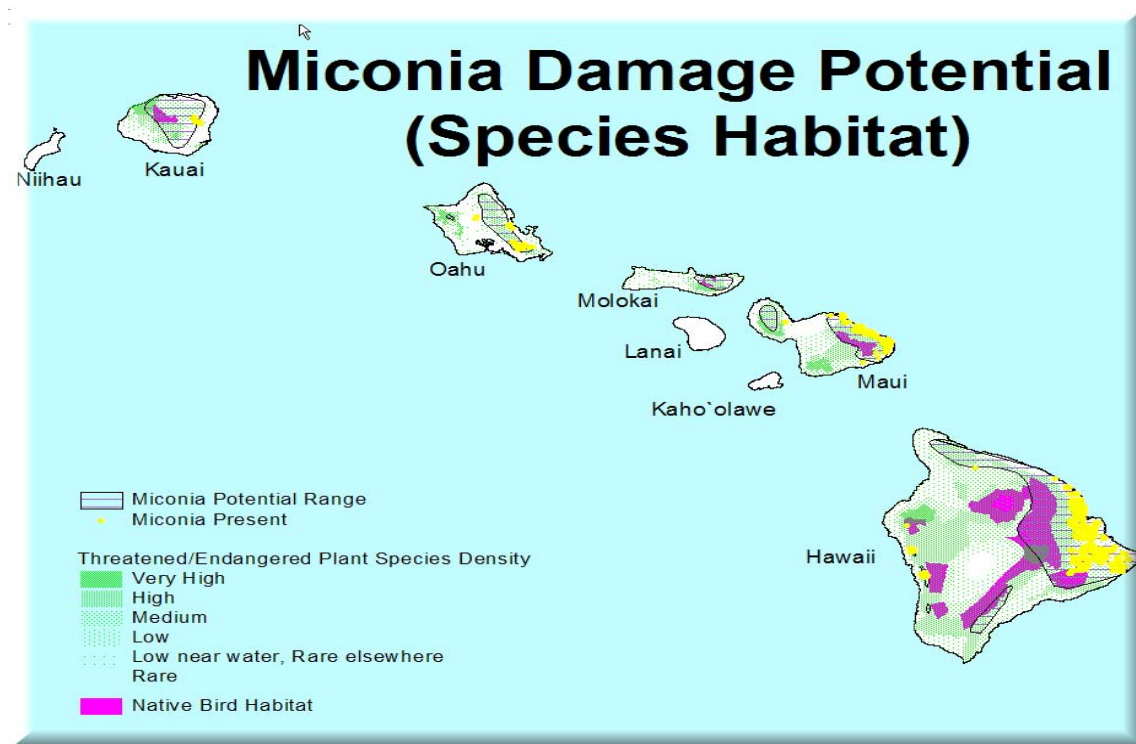 Miconia Damage Potential
(Species Habitat)
Niihau
Kauai
Oahu
Molokai
Lanai
Maui
Kaho`olawe
Hawaii
Miconia Potential Range
Miconia Present
Threatened/Endangered Plant Species Density
Very High
High
Medium
Low
Low near water, Rare elsewhere
Rare
Native Bird Habitat